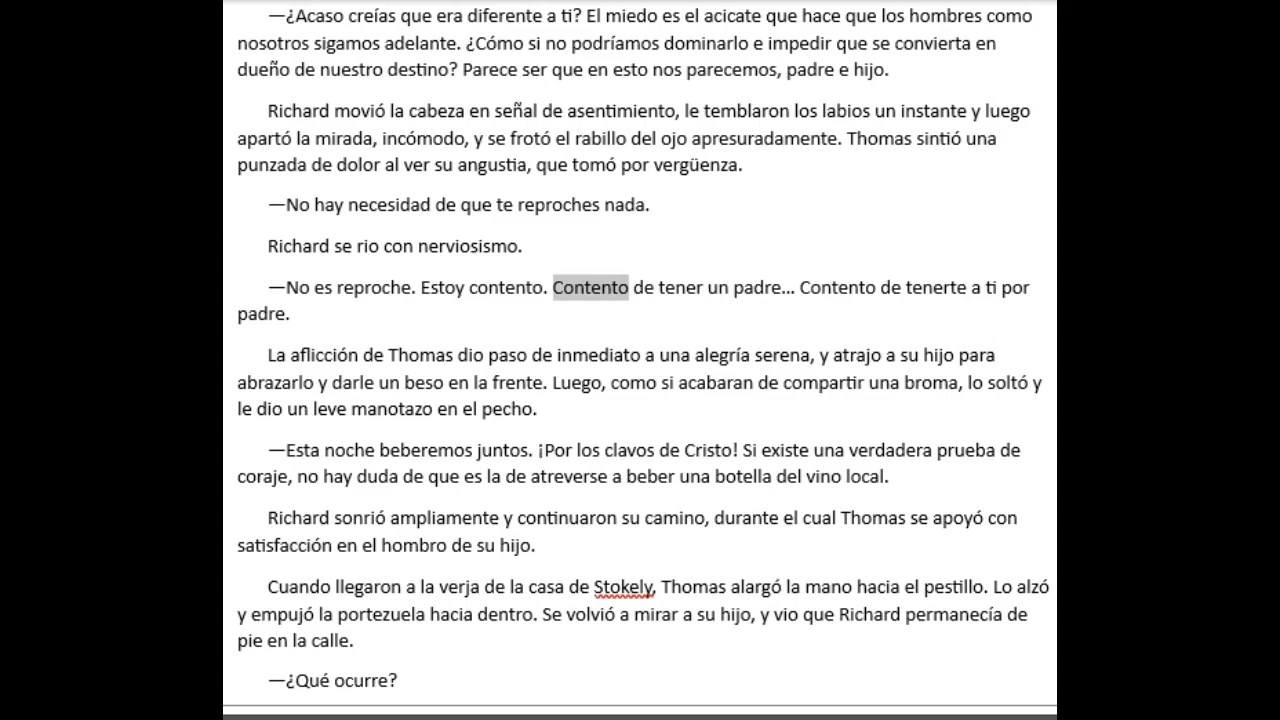 —¿Acaso creías que era diferente a ti? El miedo es el acicate que hace que los hombres como
nosotros sigamos adelante. ¿Cómo si no podríamos dominarlo e impedir que se convierta en
dueño de nuestro destino? Parece ser que en esto nos parecemos, padre e hijo.
Richard movió la cabeza en señal de asentimiento, le temblaron los labios un instante y luego
apartó la mirada, incómodo, y se frotó el rabillo del ojo apresuradamente. Thomas sintió una
punzada de dolor al ver su angustia, que tomó por vergüenza.
—No hay necesidad de que te reproches nada.
Richard se rio con nerviosismo.
—No es reproche. Estoy contento. Contento de tener un padre... Contento de tenerte a ti por
padre.
La aflicción de Thomas dio paso de inmediato a una alegría serena, y atrajo a su hijo para
abrazarlo y darle un beso en la frente. Luego, como si acabaran de compartir una broma, lo soltó y
le dio un leve manotazo en el pecho.
—Esta noche beberemos juntos. ¡Por los clavos de Cristo! Si existe una verdadera prueba de
coraje, no hay duda de que es la de atreverse a beber una botella del vino local.
Richard sonrió ampliamente y continuaron su camino, durante el cual Thomas se apoyó con
satisfacción en el hombro de su hijo.
Cuando llegaron a la verja de la casa de Stokely, Thomas alargó la mano hacia el pestillo. Lo alzó
y empujó la portezuela hacia dentro. Se volvió a mirar a su hijo, y vio que Richard permanecía de
pie en la calle.
—¿Qué ocurre?